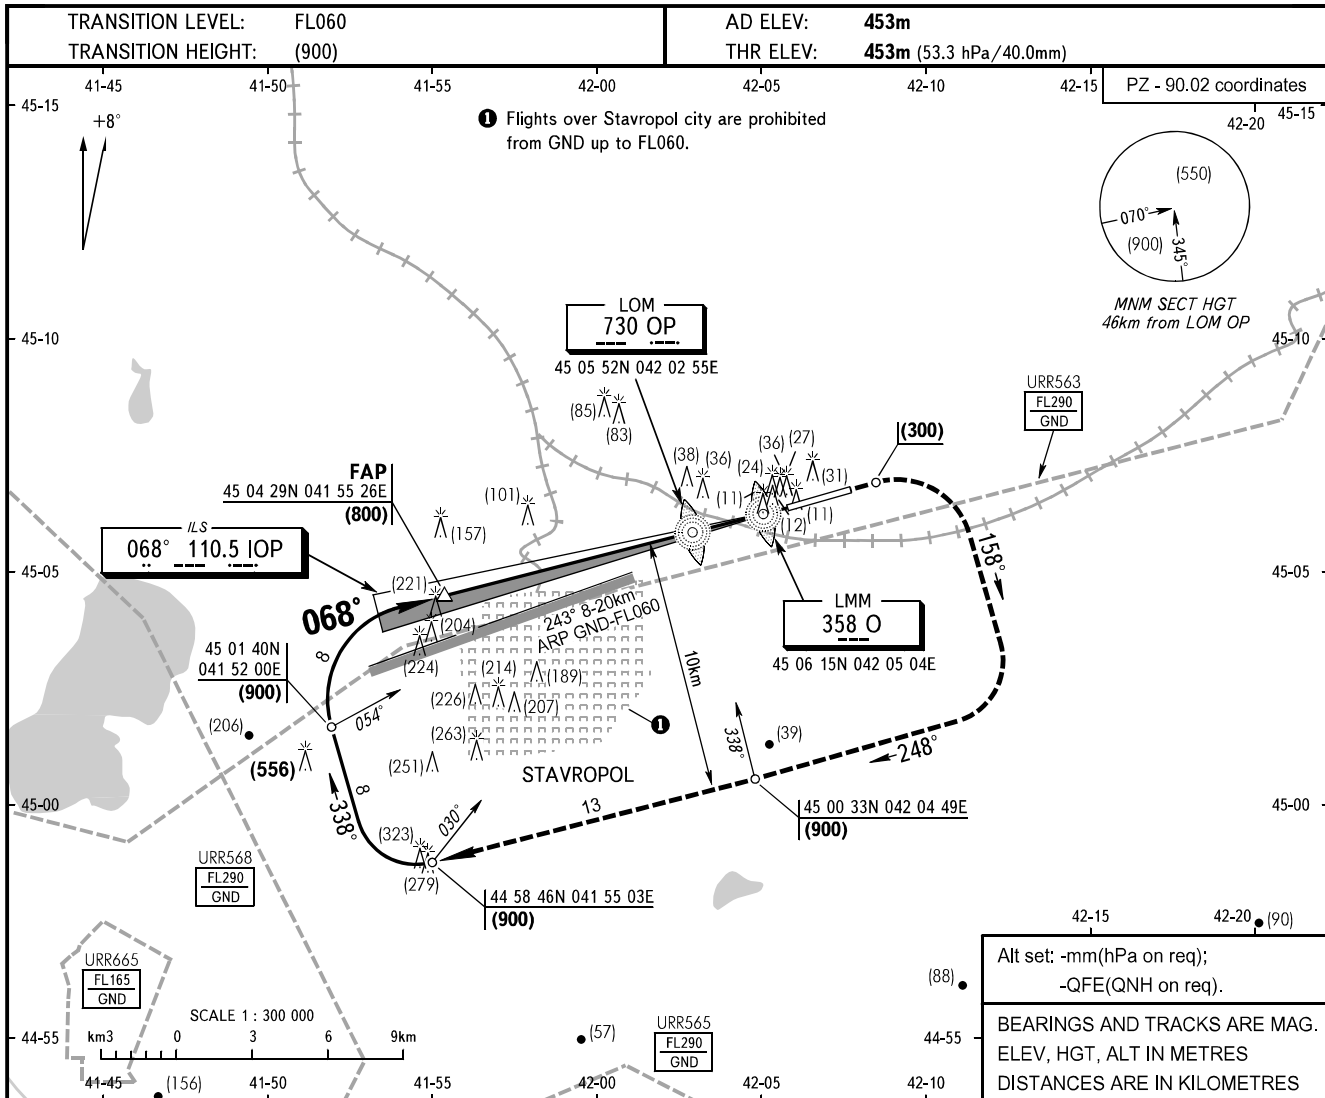 TRANSITION LEVEL: FL060
TRANSITION HEIGHT: (900)
AD ELEV: 453m
THR ELEV: 453m (53.3 hPa/40.0mm)
41-45 41-50 41-55 42-00 42-05 42-10 42-15
PZ - 90.02 coordinates
45-15
42-20 45-15
+8°
1 Flights over Stavropol city are prohibited
from GND up to FL060.
(550)
070°
(900)
345°
MNM SECT HGT
46km from LOM OP
LOM
730 OP
45 05 52N 042 02 55E
45-10
45-10
URR563
FL290
GND
(85)
(83)
(300)
(38)
(36)
(24)
(36)
(27)
(31)
(11)
(12)
(11)
FAP
45 04 29N 041 55 26E
(800)
(101)
(157)
ILS
068° 110.5 IOP
158°
45-05
45-05
(221)
068°
243° 8-20km
ARP GND-FL060
LMM
358 O
45 06 15N 042 05 04E
(204)
(224)
45 01 40N
041 52 00E
(900)
8
10km
(214)
(189)
(226)
(207)
054°
(206)
1
(263)
(251)
(556)
338°
(39)
248°
STAVROPOL
8
338°
45-00
45-00
13
45 00 33N 042 04 49E
(900)
030°
(323)
(279)
44 58 46N 041 55 03E
(900)
URR568
FL290
GND
42-15 42-20
(90)
URR665
FL165
GND
(88)
Alt set: -mm(hPa on req);
-QFE(QNH on req).
SCALE 1 : 300 000
km3 0 3 6 9km
44-55
44-55
(57)
URR565
FL290
GND
BEARINGS AND TRACKS ARE MAG.
ELEV, HGT, ALT IN METRES
DISTANCES ARE IN KILOMETRES
41-45 41-50 41-55 42-00 42-05 42-10
(156)